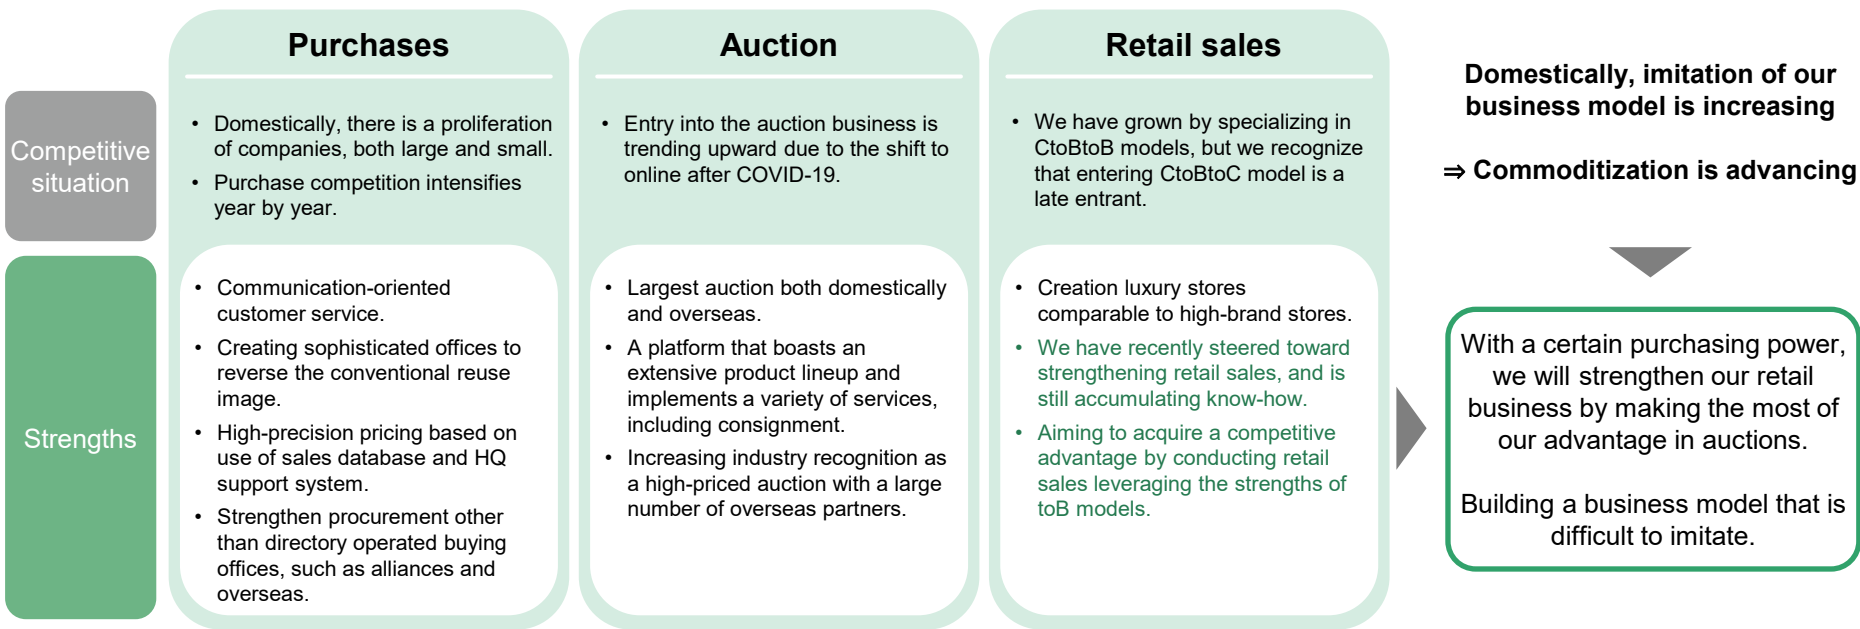 Purchases
Auction
Retail sales
Competitive
situation
• Domestically, there is a proliferation
of companies, both large and small.
• Purchase competition intensifies
year by year.
• Entry into the auction business is
trending upward due to the shift to
online after COVID-19.
• We have grown by specializing in
CtoBtoB models, but we recognize
that entering CtoBtoC model is a
late entrant.
Domestically, imitation of our
business model is increasing
⇒ Commoditization is advancing
Strengths
• Communication-oriented
customer service.
• Creating sophisticated offices to
reverse the conventional reuse
image.
• High-precision pricing based on
use of sales database and HQ
support system.
• Strengthen procurement other
than directory operated buying
offices, such as alliances and
overseas.
• Largest auction both domestically
and overseas.
• A platform that boasts an
extensive product lineup and
implements a variety of services,
including consignment.
• Increasing industry recognition as
a high-priced auction with a large
number of overseas partners.
• Creation luxury stores
comparable to high-brand stores.
• We have recently steered toward
strengthening retail sales, and is
still accumulating know-how.
• Aiming to acquire a competitive
advantage by conducting retail
sales leveraging the strengths of
toB models.
With a certain purchasing power,
we will strengthen our retail
business by making the most of
our advantage in auctions.
Building a business model that is
difficult to imitate.